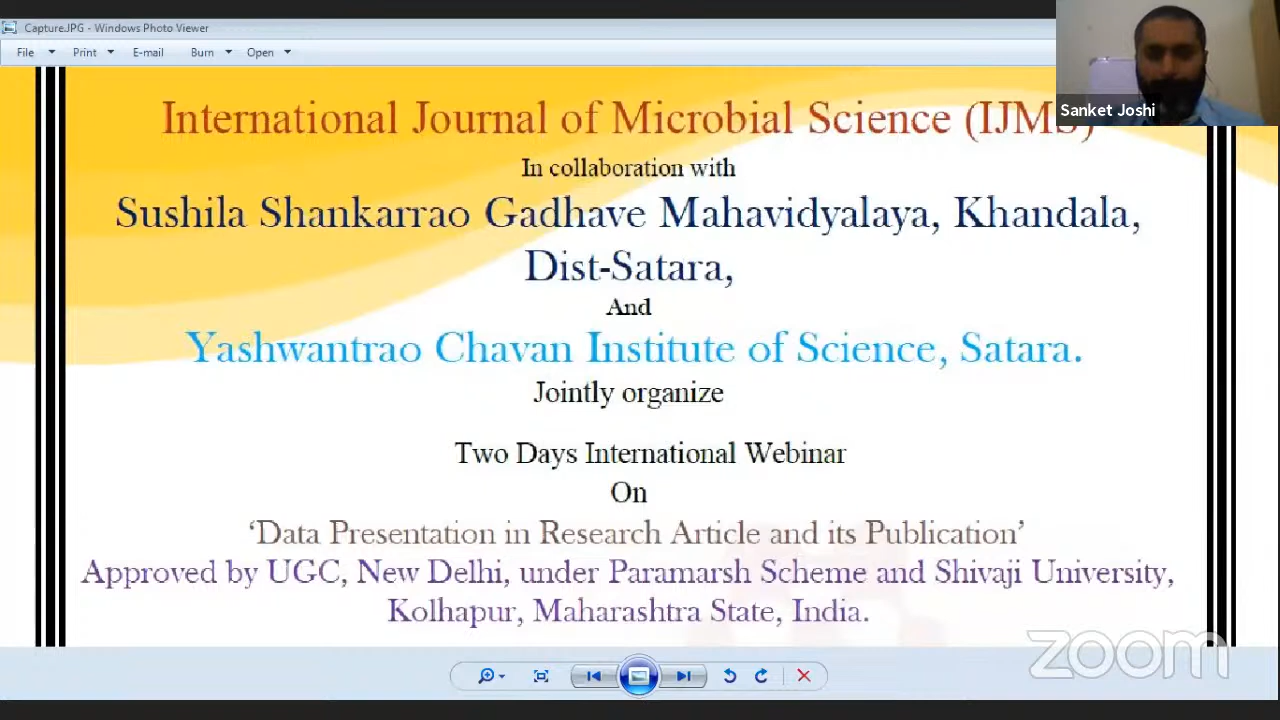 Capture.JPG - Windows Photo Viewer
File Print E-mail Burn Open
Sanket Joshi
International Journal of Microbial Science (IJMS)
In collaboration with
Sushila Shankarrao Gadhave Mahavidyalaya, Khandala,
Dist-Satara,
And
Yashwantrao Chavan Institute of Science, Satara.
Jointly organize
Two Days International Webinar
On
‘Data Presentation in Research Article and its Publication’
Approved by UGC, New Delhi, under Paramarsh Scheme and Shivaji University,
Kolhapur, Maharashtra State, India.
zoom